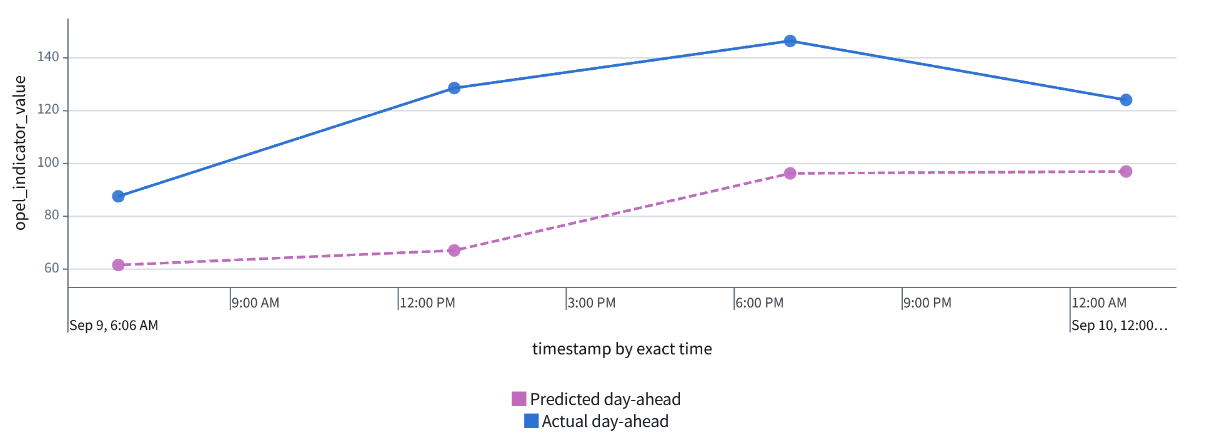 opel_indicator_value
140
120
100
80
60
9:00 AM
12:00 PM
3:00 PM
6:00 PM
9:00 PM
12:00 AM
Sep 9, 6:06 AM
Sep 10, 12:00…
timestamp by exact time
Predicted day-ahead
Actual day-ahead